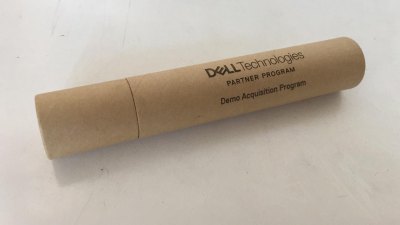 DELL Technologies
PARTNER PROGRAM
Demo Acquisition Program